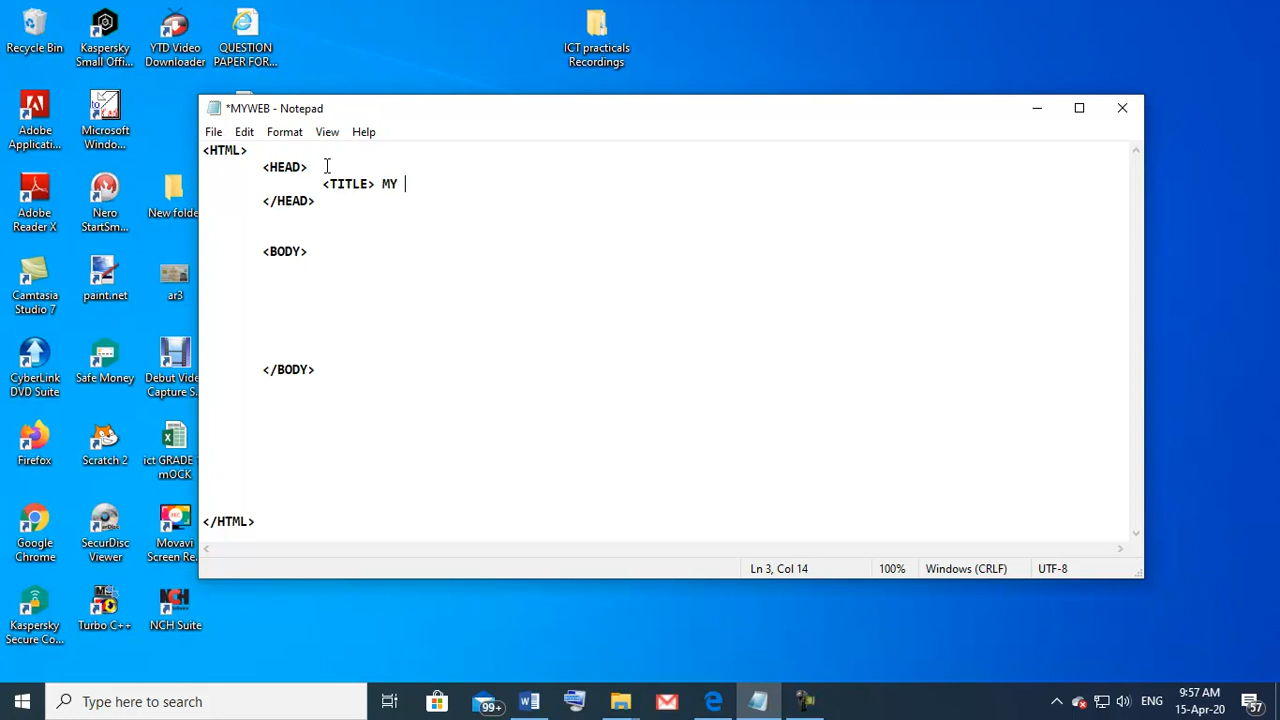 Recycle Bin
Kaspersky Small Offi...
YTD Video Downloader
QUESTION PAPER FOR...
ICT practicals Recordings
Adobe Applicati...
Microsoft Windo...
Adobe Reader X
Nero StartSm...
New folde
Camtasia Studio 7
paint.net
ar3
CyberLink DVD Suite
Safe Money
Debut Vide Capture S.
Firefox
Scratch 2
ict GRADE 1 mOCK
Google Chrome
SecurDisc Viewer
Movavi Screen Re.
Kaspersky Secure Co...
Turbo C++
NCH Suite
*MYWEB - Notepad
File Edit Format View Help
<HTML>
<HEAD>
<TITLE> MY
</HEAD>
<BODY>
</BODY>
</HTML>
Ln 3, Col 14 100% Windows (CRLF) UTF-8
Type here to search
99+
ENG
9:57 AM
15-Apr-20
57